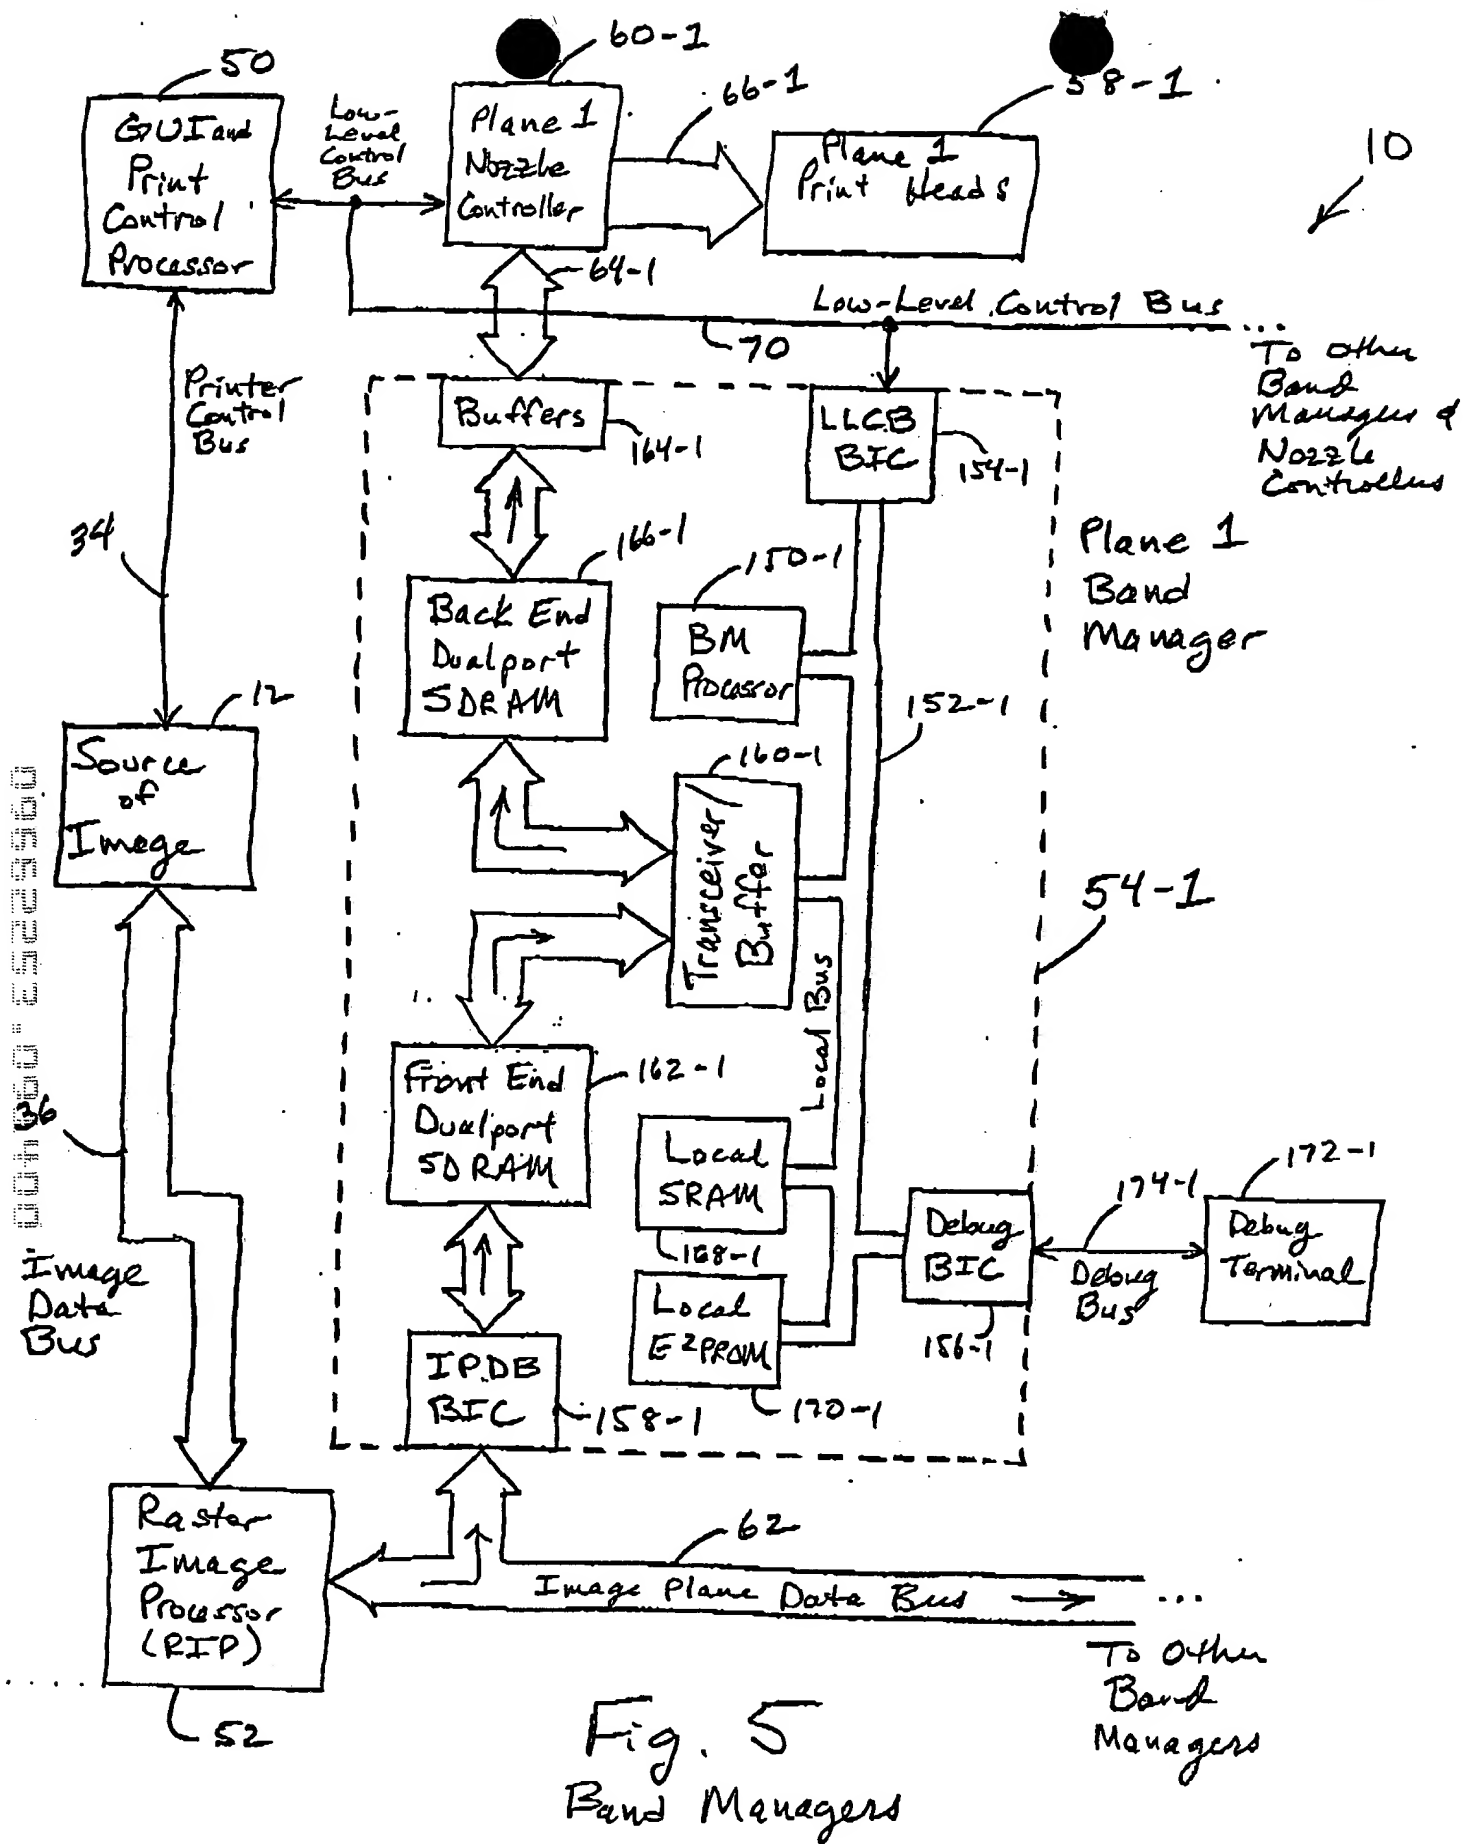 60-1
50
66-1
58-1
10
GUI and
Print
Control
Processor
Low-
Level
Control
Bus
Plane 1
Nozzle
Controller
Plane 1
Print Heads
64-1
Low-Level Control Bus
...
70
To Other
Band
Managers &
Nozzle
Controllers
Printer
Control
Bus
Buffers
164-1
LLCB
BIC
154-1
34
166-1
150-1
Plane 1
Band
Manager
Back End
Dualport
SDRAM
BM
Processor
152-1
12
Source
of
Image
160-1
Transceiver/
Buffer
54-1
Local Bus
36
Front End
Dualport
SDRAM
162-1
Local
SRAM
168-1
172-1
174-1
Debug
BIC
Debug
Terminal
Debug
Bus
156-1
Image
Data
Bus
Local
E2PROM
170-1
IPDB
BIC
158-1
Raster
Image
Processor
(RIP)
62
Image Plane Data Bus
...
To Other
Band
Managers
52
Fig. 5
Band Managers